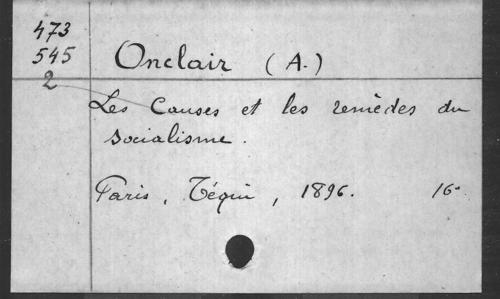 473
545
2
Onclair (A.)
Les Causes et les remèdes du
socialisme.
Paris, Téqui, 1896. 16°